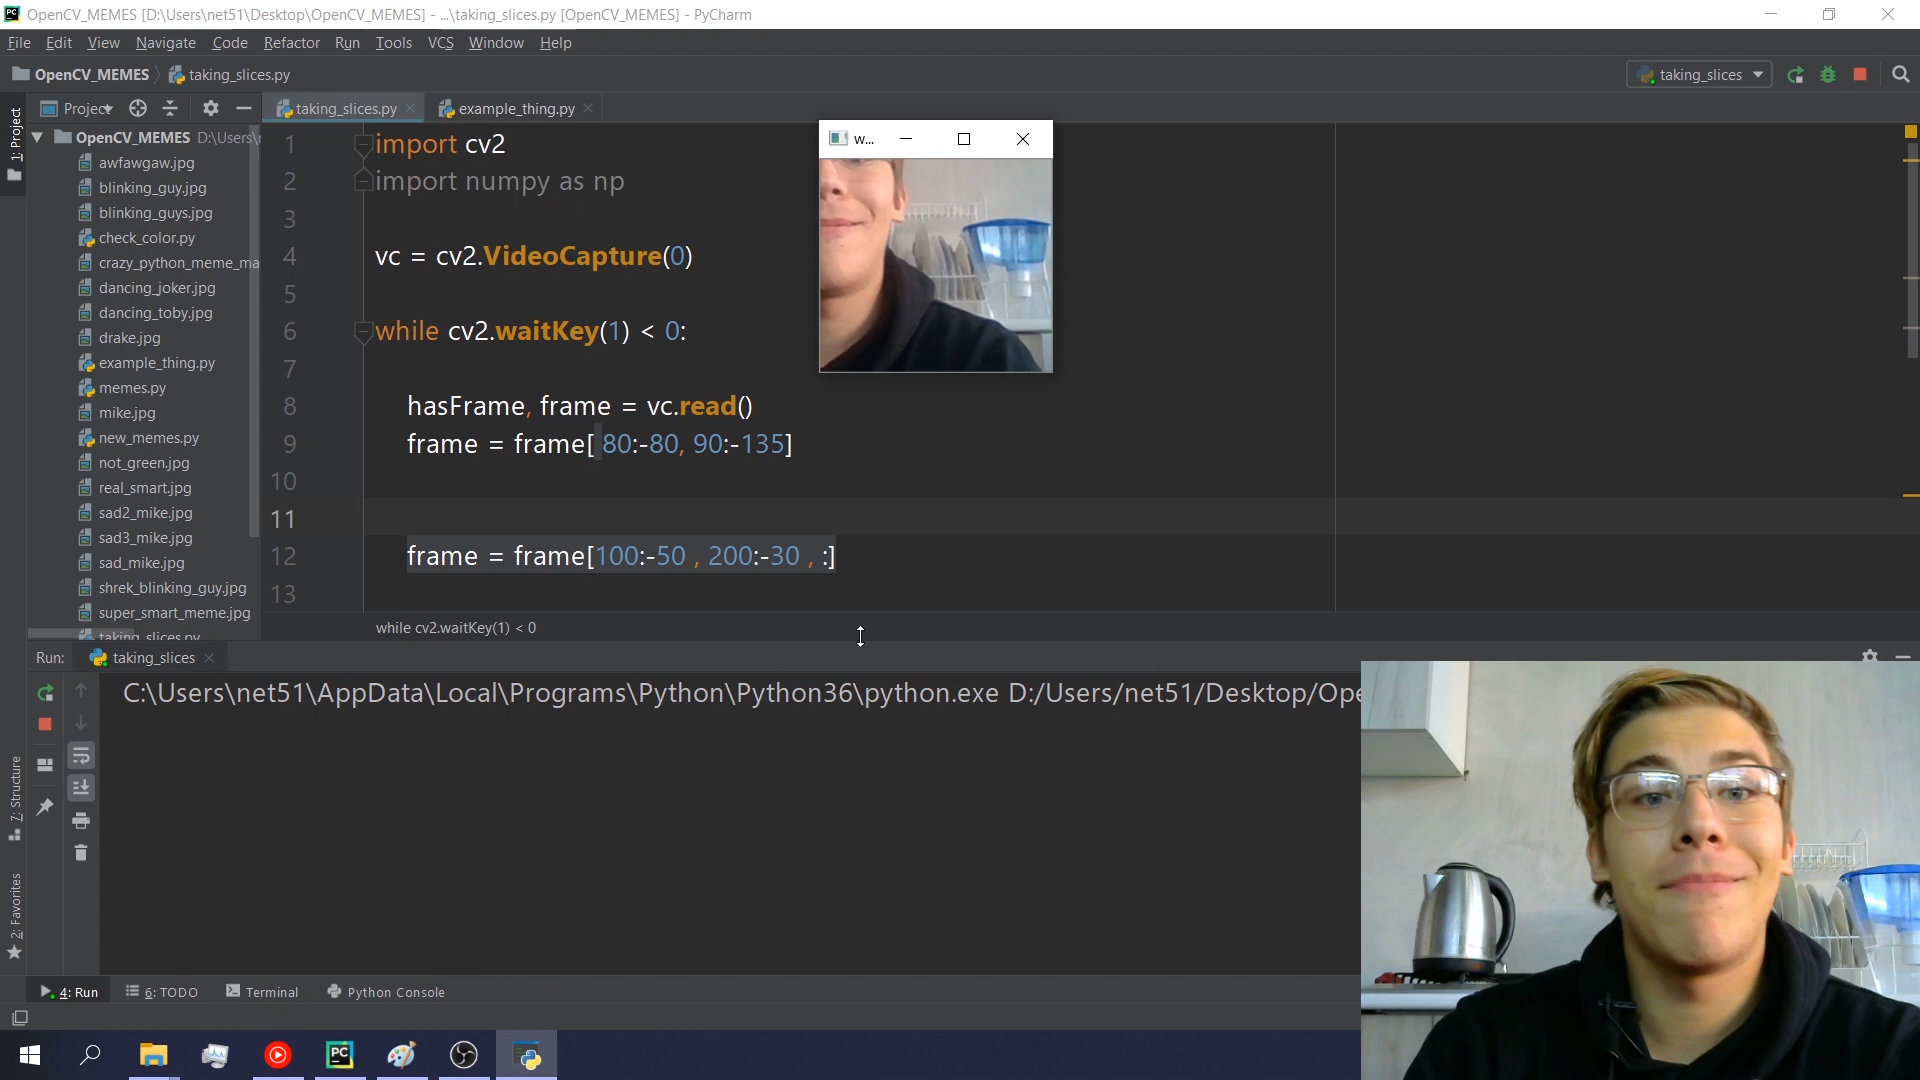 OpenCV_MEMES [D:\Users\net51\Desktop\OpenCV_MEMES] - ...\taking_slices.py [OpenCV_MEMES] - PyCharm
File Edit View Navigate Code Refactor Run Tools VCS Window Help
OpenCV_MEMES taking_slices.py
taking_slices
Project
taking_slices.py
example_thing.py
1: Project
OpenCV_MEMES D:\Users\
awfawgaw.jpg
blinking_guy.jpg
blinking_guys.jpg
check_color.py
crazy_python_meme_ma
dancing_joker.jpg
dancing_toby.jpg
drake.jpg
example_thing.py
memes.py
mike.jpg
new_memes.py
not_green.jpg
real_smart.jpg
sad2_mike.jpg
sad3_mike.jpg
sad_mike.jpg
shrek_blinking_guy.jpg
super_smart_meme.jpg
taking_slices.py
1 import cv2
2 import numpy as np
3
4 vc = cv2.VideoCapture(0)
5
6 while cv2.waitKey(1) < 0:
7
8 hasFrame, frame = vc.read()
9 frame = frame[ 80:-80, 90:-135]
10
11
12 frame = frame[100:-50 , 200:-30 , :]
13
while cv2.waitKey(1) < 0
w...
Run: taking_slices
C:\Users\net51\AppData\Local\Programs\Python\Python36\python.exe D:/Users/net51/Desktop/Ope
7: Structure
2: Favorites
4: Run 6: TODO Terminal Python Console
PC